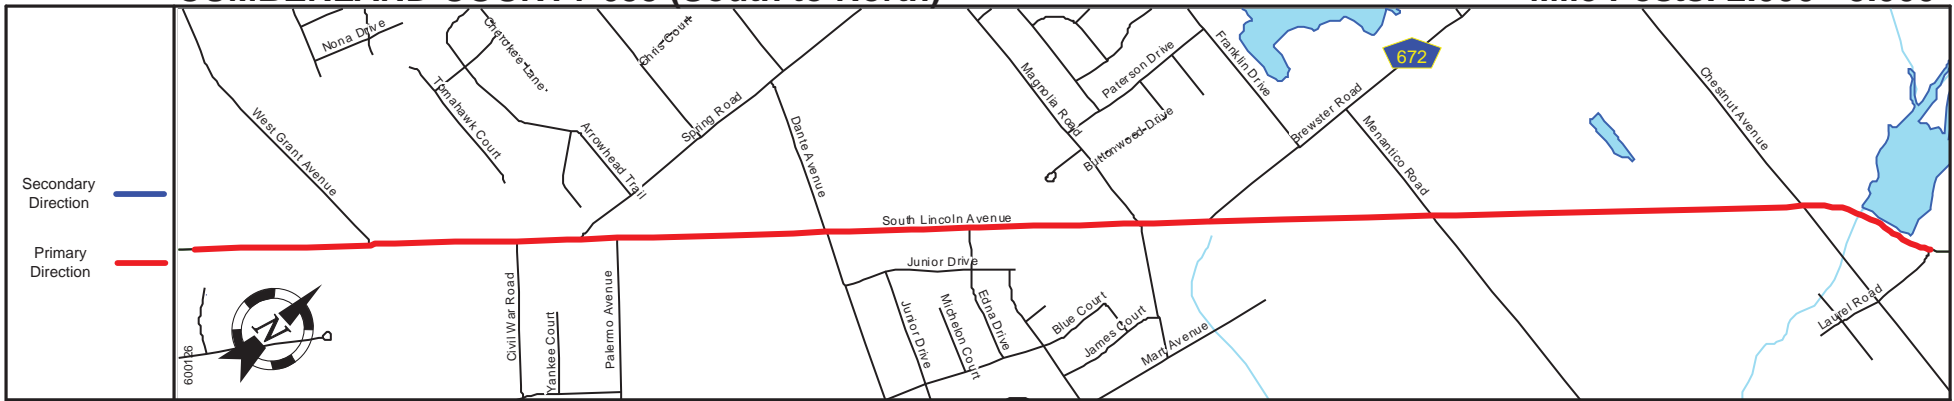 Secondary
Direction
Primary
Direction
Nona Drive
Cherokee Lane
Chris Court
Tomahawk Court
West Grant Avenue
Arrowhead Trail
Spring Road
Dante Avenue
Magnolia Road
Paterson Drive
Franklin Drive
672
Buttonwood Drive
Brewster Road
Menantico Road
Chestnut Avenue
South Lincoln Avenue
Junior Drive
Civil War Road
Yankee Court
Palermo Avenue
Junior Drive
Michelon Court
Edna Drive
Blue Court
James Court
Mart Avenue
Laurel Road
N
600126